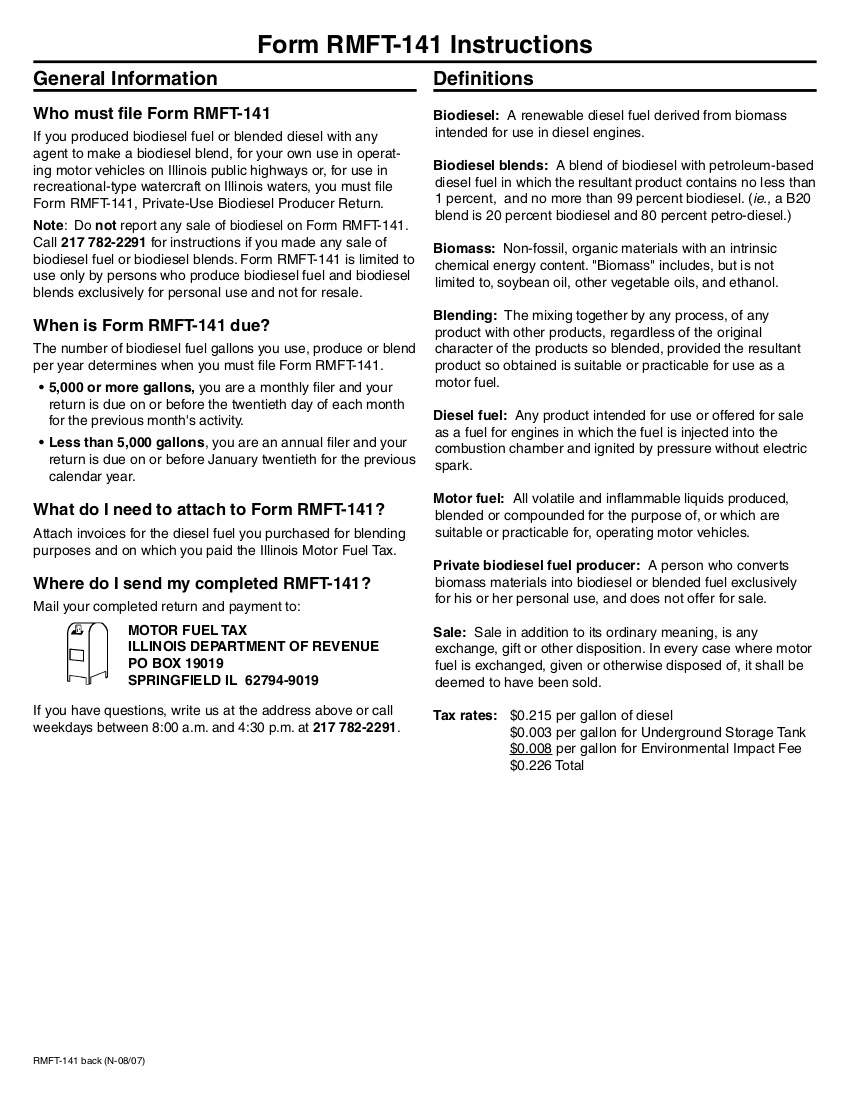 Form RMFT-141 Instructions
General Information
Who must file Form RMFT-141
If you produced biodiesel fuel or blended diesel with any
agent to make a biodiesel blend, for your own use in operat-
ing motor vehicles on Illinois public highways or, for use in
recreational-type watercraft on Illinois waters, you must file
Form RMFT-141, Private-Use Biodiesel Producer Return.
Note: Do not report any sale of biodiesel on Form RMFT-141.
Call 217 782-2291 for instructions if you made any sale of
biodiesel fuel or biodiesel blends. Form RMFT-141 is limited to
use only by persons who produce biodiesel fuel and biodiesel
blends exclusively for personal use and not for resale.
When is Form RMFT-141 due?
The number of biodiesel fuel gallons you use, produce or blend
per year determines when you must file Form RMFT-141.
• 5,000 or more gallons, you are a monthly filer and your
return is due on or before the twentieth day of each month
for the previous month's activity.
• Less than 5,000 gallons, you are an annual filer and your
return is due on or before January twentieth for the previous
calendar year.
What do I need to attach to Form RMFT-141?
Attach invoices for the diesel fuel you purchased for blending
purposes and on which you paid the Illinois Motor Fuel Tax.
Where do I send my completed RMFT-141?
Mail your completed return and payment to:
MOTOR FUEL TAX
ILLINOIS DEPARTMENT OF REVENUE
PO BOX 19019
SPRINGFIELD IL 62794-9019
If you have questions, write us at the address above or call
weekdays between 8:00 a.m. and 4:30 p.m. at 217 782-2291.
Definitions
Biodiesel: A renewable diesel fuel derived from biomass
intended for use in diesel engines.
Biodiesel blends: A blend of biodiesel with petroleum-based
diesel fuel in which the resultant product contains no less than
1 percent, and no more than 99 percent biodiesel. (ie., a B20
blend is 20 percent biodiesel and 80 percent petro-diesel.)
Biomass: Non-fossil, organic materials with an intrinsic
chemical energy content. "Biomass" includes, but is not
limited to, soybean oil, other vegetable oils, and ethanol.
Blending: The mixing together by any process, of any
product with other products, regardless of the original
character of the products so blended, provided the resultant
product so obtained is suitable or practicable for use as a
motor fuel.
Diesel fuel: Any product intended for use or offered for sale
as a fuel for engines in which the fuel is injected into the
combustion chamber and ignited by pressure without electric
spark.
Motor fuel: All volatile and inflammable liquids produced,
blended or compounded for the purpose of, or which are
suitable or practicable for, operating motor vehicles.
Private biodiesel fuel producer: A person who converts
biomass materials into biodiesel or blended fuel exclusively
for his or her personal use, and does not offer for sale.
Sale: Sale in addition to its ordinary meaning, is any
exchange, gift or other disposition. In every case where motor
fuel is exchanged, given or otherwise disposed of, it shall be
deemed to have been sold.
Tax rates: $0.215 per gallon of diesel
$0.003 per gallon for Underground Storage Tank
$0.008 per gallon for Environmental Impact Fee
$0.226 Total
RMFT-141 back (N-08/07)